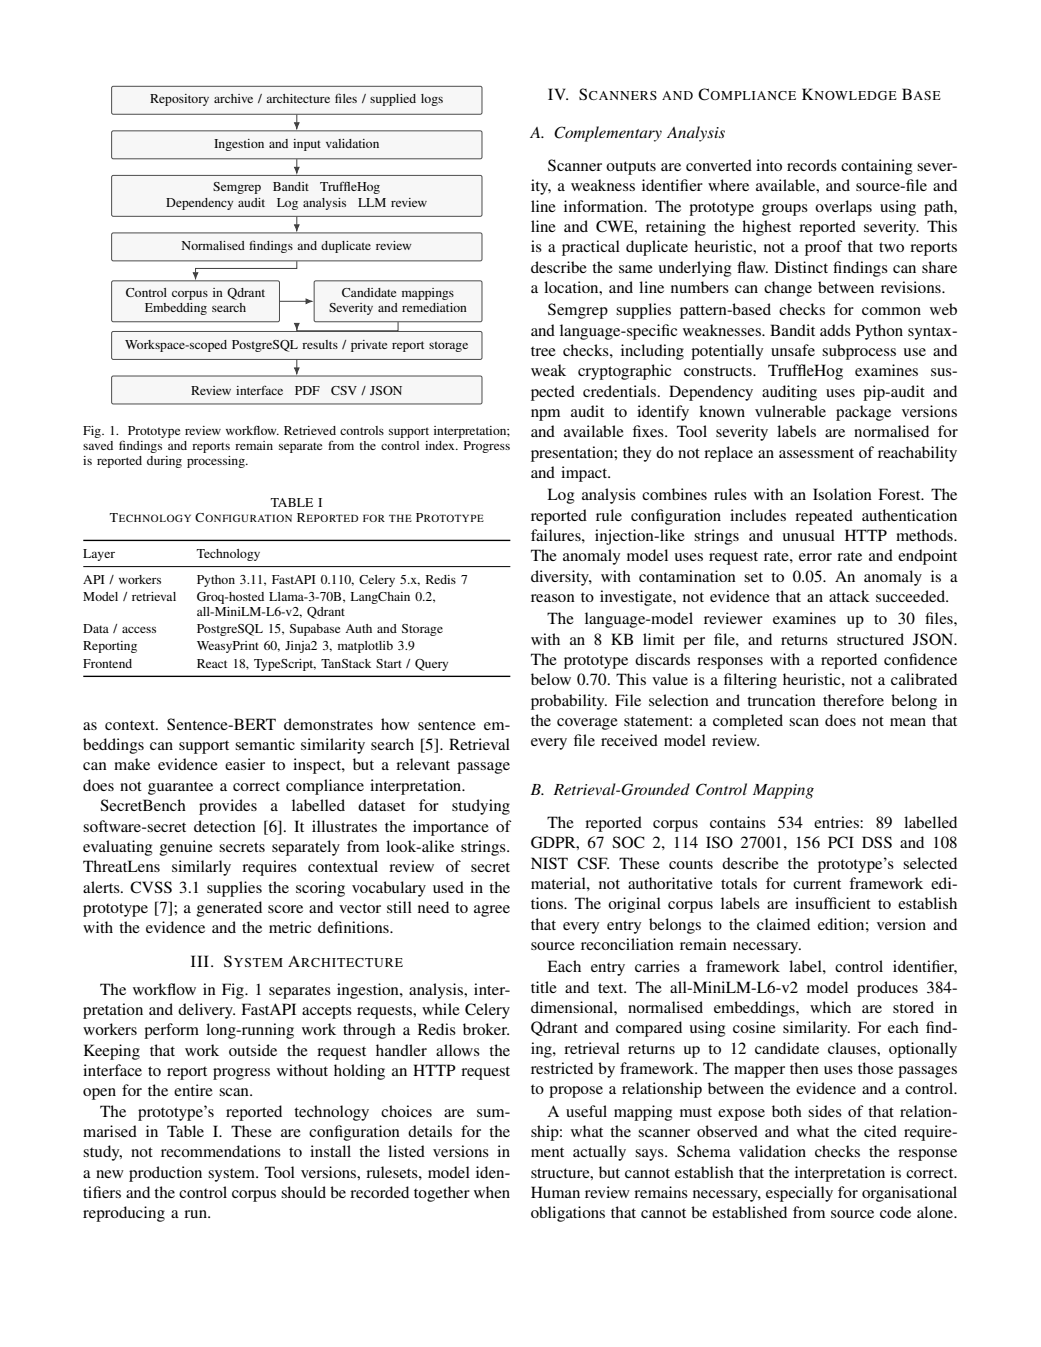 Repository archive / architecture files / supplied logs
Ingestion and input validation
Semgrep Bandit TruffleHog
Dependency audit Log analysis LLM review
Normalised findings and duplicate review
Control corpus in Qdrant
Embedding search
Candidate mappings
Severity and remediation
Workspace-scoped PostgreSQL results / private report storage
Review interface PDF CSV / JSON
Fig. 1. Prototype review workflow. Retrieved controls support interpretation;
saved findings and reports remain separate from the control index. Progress
is reported during processing.
TABLE I
TECHNOLOGY CONFIGURATION REPORTED FOR THE PROTOTYPE
Layer Technology
API / workers Python 3.11, FastAPI 0.110, Celery 5.x, Redis 7
Model / retrieval Groq-hosted Llama-3-70B, LangChain 0.2,
all-MiniLM-L6-v2, Qdrant
Data / access PostgreSQL 15, Supabase Auth and Storage
Reporting WeasyPrint 60, Jinja2 3, matplotlib 3.9
Frontend React 18, TypeScript, TanStack Start / Query
as context. Sentence-BERT demonstrates how sentence em-
beddings can support semantic similarity search [5]. Retrieval
can make evidence easier to inspect, but a relevant passage
does not guarantee a correct compliance interpretation.
SecretBench provides a labelled dataset for studying
software-secret detection [6]. It illustrates the importance of
evaluating genuine secrets separately from look-alike strings.
ThreatLens similarly requires contextual review of secret
alerts. CVSS 3.1 supplies the scoring vocabulary used in the
prototype [7]; a generated score and vector still need to agree
with the evidence and the metric definitions.
III. SYSTEM ARCHITECTURE
The workflow in Fig. 1 separates ingestion, analysis, inter-
pretation and delivery. FastAPI accepts requests, while Celery
workers perform long-running work through a Redis broker.
Keeping that work outside the request handler allows the
interface to report progress without holding an HTTP request
open for the entire scan.
The prototype's reported technology choices are sum-
marised in Table I. These are configuration details for the
study, not recommendations to install the listed versions in
a new production system. Tool versions, rulesets, model iden-
tifiers and the control corpus should be recorded together when
reproducing a run.
IV. SCANNERS AND COMPLIANCE KNOWLEDGE BASE
A. Complementary Analysis
Scanner outputs are converted into records containing sever-
ity, a weakness identifier where available, and source-file and
line information. The prototype groups overlaps using path,
line and CWE, retaining the highest reported severity. This
is a practical duplicate heuristic, not a proof that two reports
describe the same underlying flaw. Distinct findings can share
a location, and line numbers can change between revisions.
Semgrep supplies pattern-based checks for common web
and language-specific weaknesses. Bandit adds Python syntax-
tree checks, including potentially unsafe subprocess use and
weak cryptographic constructs. TruffleHog examines sus-
pected credentials. Dependency auditing uses pip-audit and
npm audit to identify known vulnerable package versions
and available fixes. Tool severity labels are normalised for
presentation; they do not replace an assessment of reachability
and impact.
Log analysis combines rules with an Isolation Forest. The
reported rule configuration includes repeated authentication
failures, injection-like strings and unusual HTTP methods.
The anomaly model uses request rate, error rate and endpoint
diversity, with contamination set to 0.05. An anomaly is a
reason to investigate, not evidence that an attack succeeded.
The language-model reviewer examines up to 30 files,
with an 8 KB limit per file, and returns structured JSON.
The prototype discards responses with a reported confidence
below 0.70. This value is a filtering heuristic, not a calibrated
probability. File selection and truncation therefore belong in
the coverage statement: a completed scan does not mean that
every file received model review.
B. Retrieval-Grounded Control Mapping
The reported corpus contains 534 entries: 89 labelled
GDPR, 67 SOC 2, 114 ISO 27001, 156 PCI DSS and 108
NIST CSF. These counts describe the prototype's selected
material, not authoritative totals for current framework edi-
tions. The original corpus labels are insufficient to establish
that every entry belongs to the claimed edition; version and
source reconciliation remain necessary.
Each entry carries a framework label, control identifier,
title and text. The all-MiniLM-L6-v2 model produces 384-
dimensional, normalised embeddings, which are stored in
Qdrant and compared using cosine similarity. For each find-
ing, retrieval returns up to 12 candidate clauses, optionally
restricted by framework. The mapper then uses those passages
to propose a relationship between the evidence and a control.
A useful mapping must expose both sides of that relation-
ship: what the scanner observed and what the cited require-
ment actually says. Schema validation checks the response
structure, but cannot establish that the interpretation is correct.
Human review remains necessary, especially for organisational
obligations that cannot be established from source code alone.